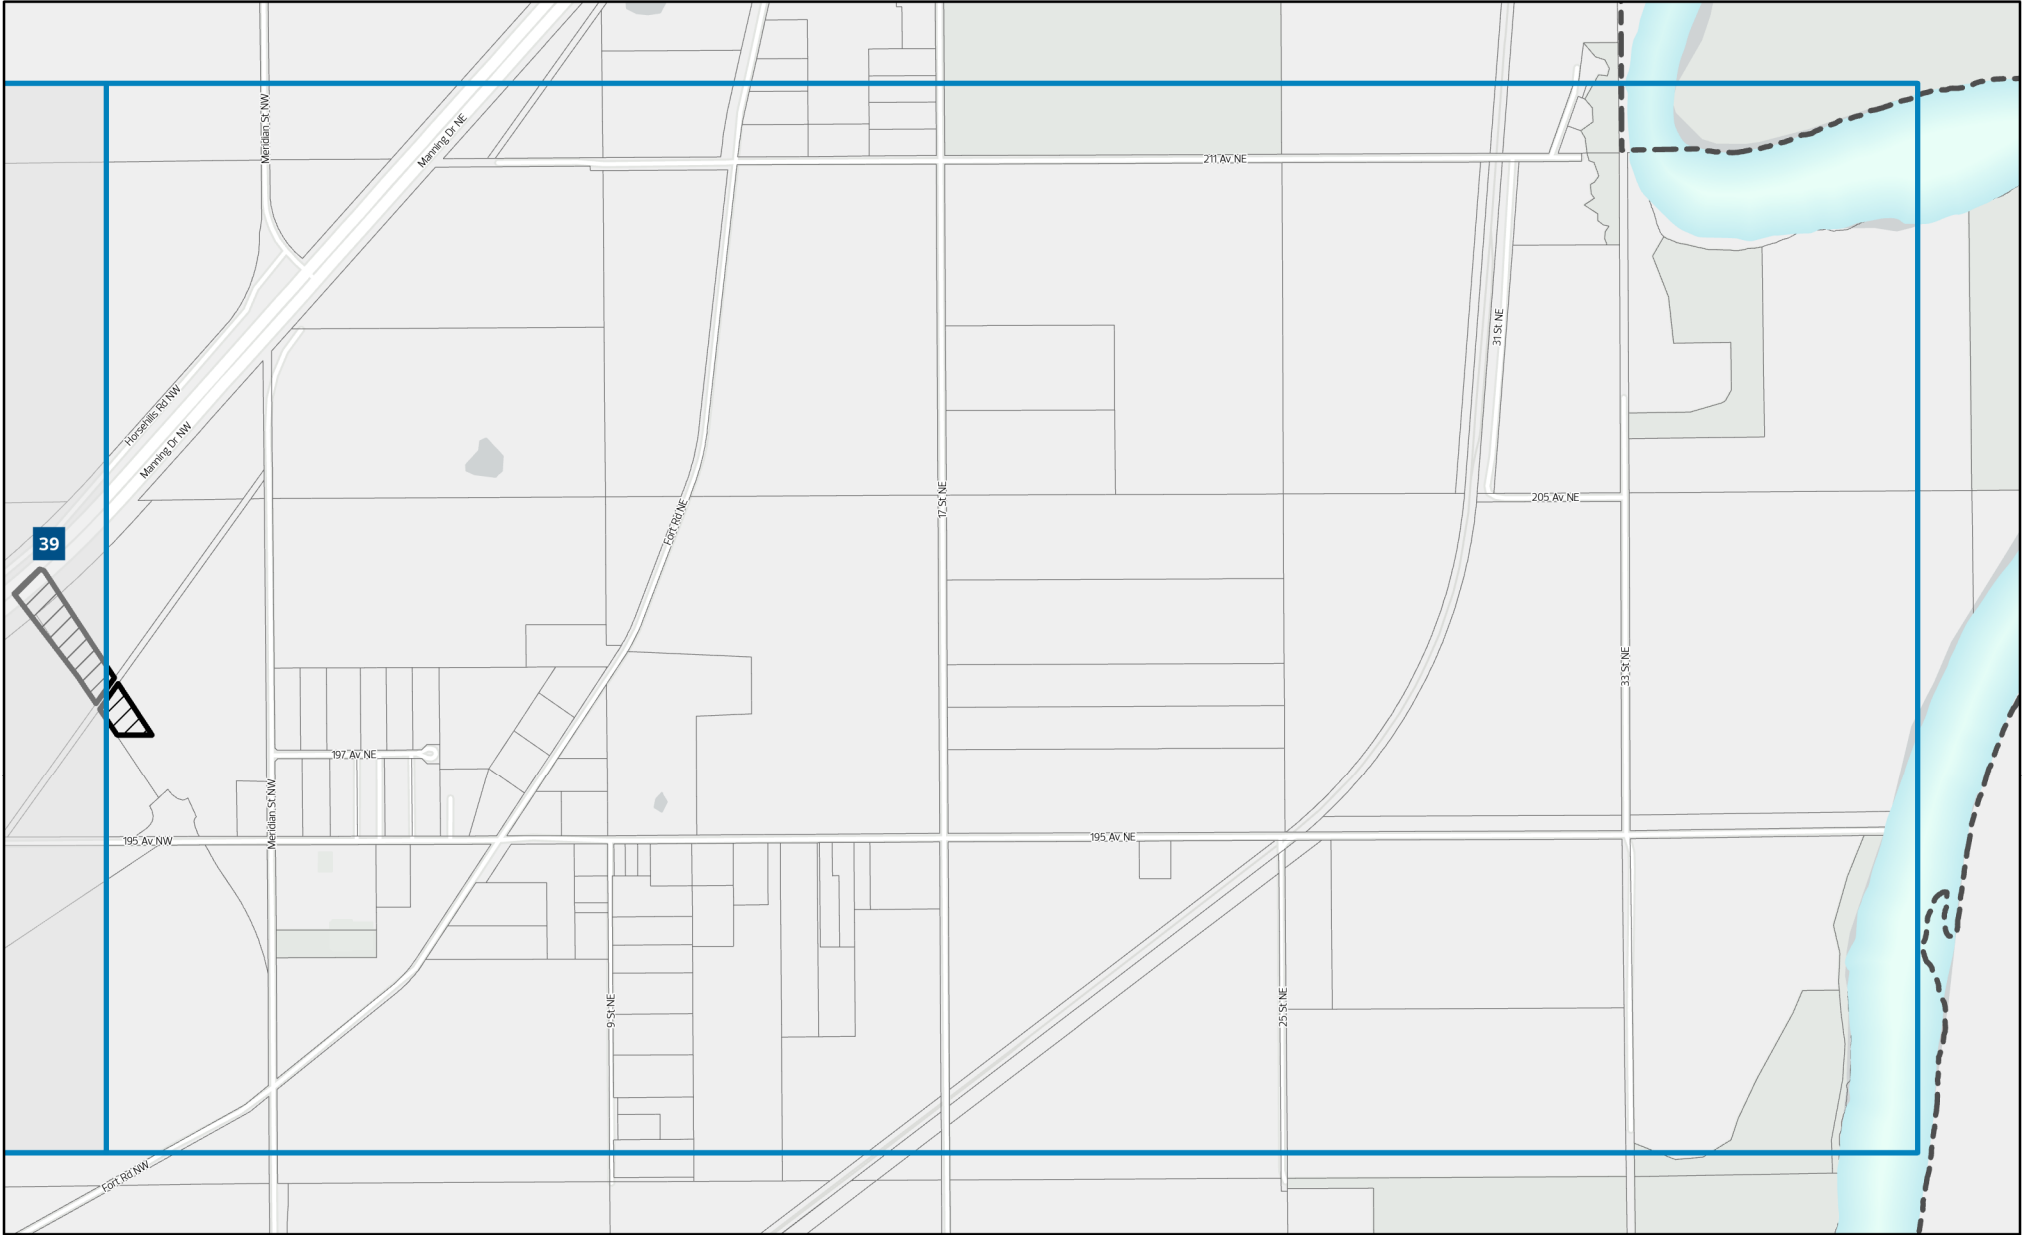 Meridian St NW
Manning Dr NE
211 Av NE
31 St NE
Horsehills Rd NW
Manning Dr NW
17 St NE
205 Av NE
Fort Rd NE
39
33 St NE
197 Av NE
Meridian St NW
195 Av NW
195 Av NE
9 St NE
25 St NE
Fort Rd NW